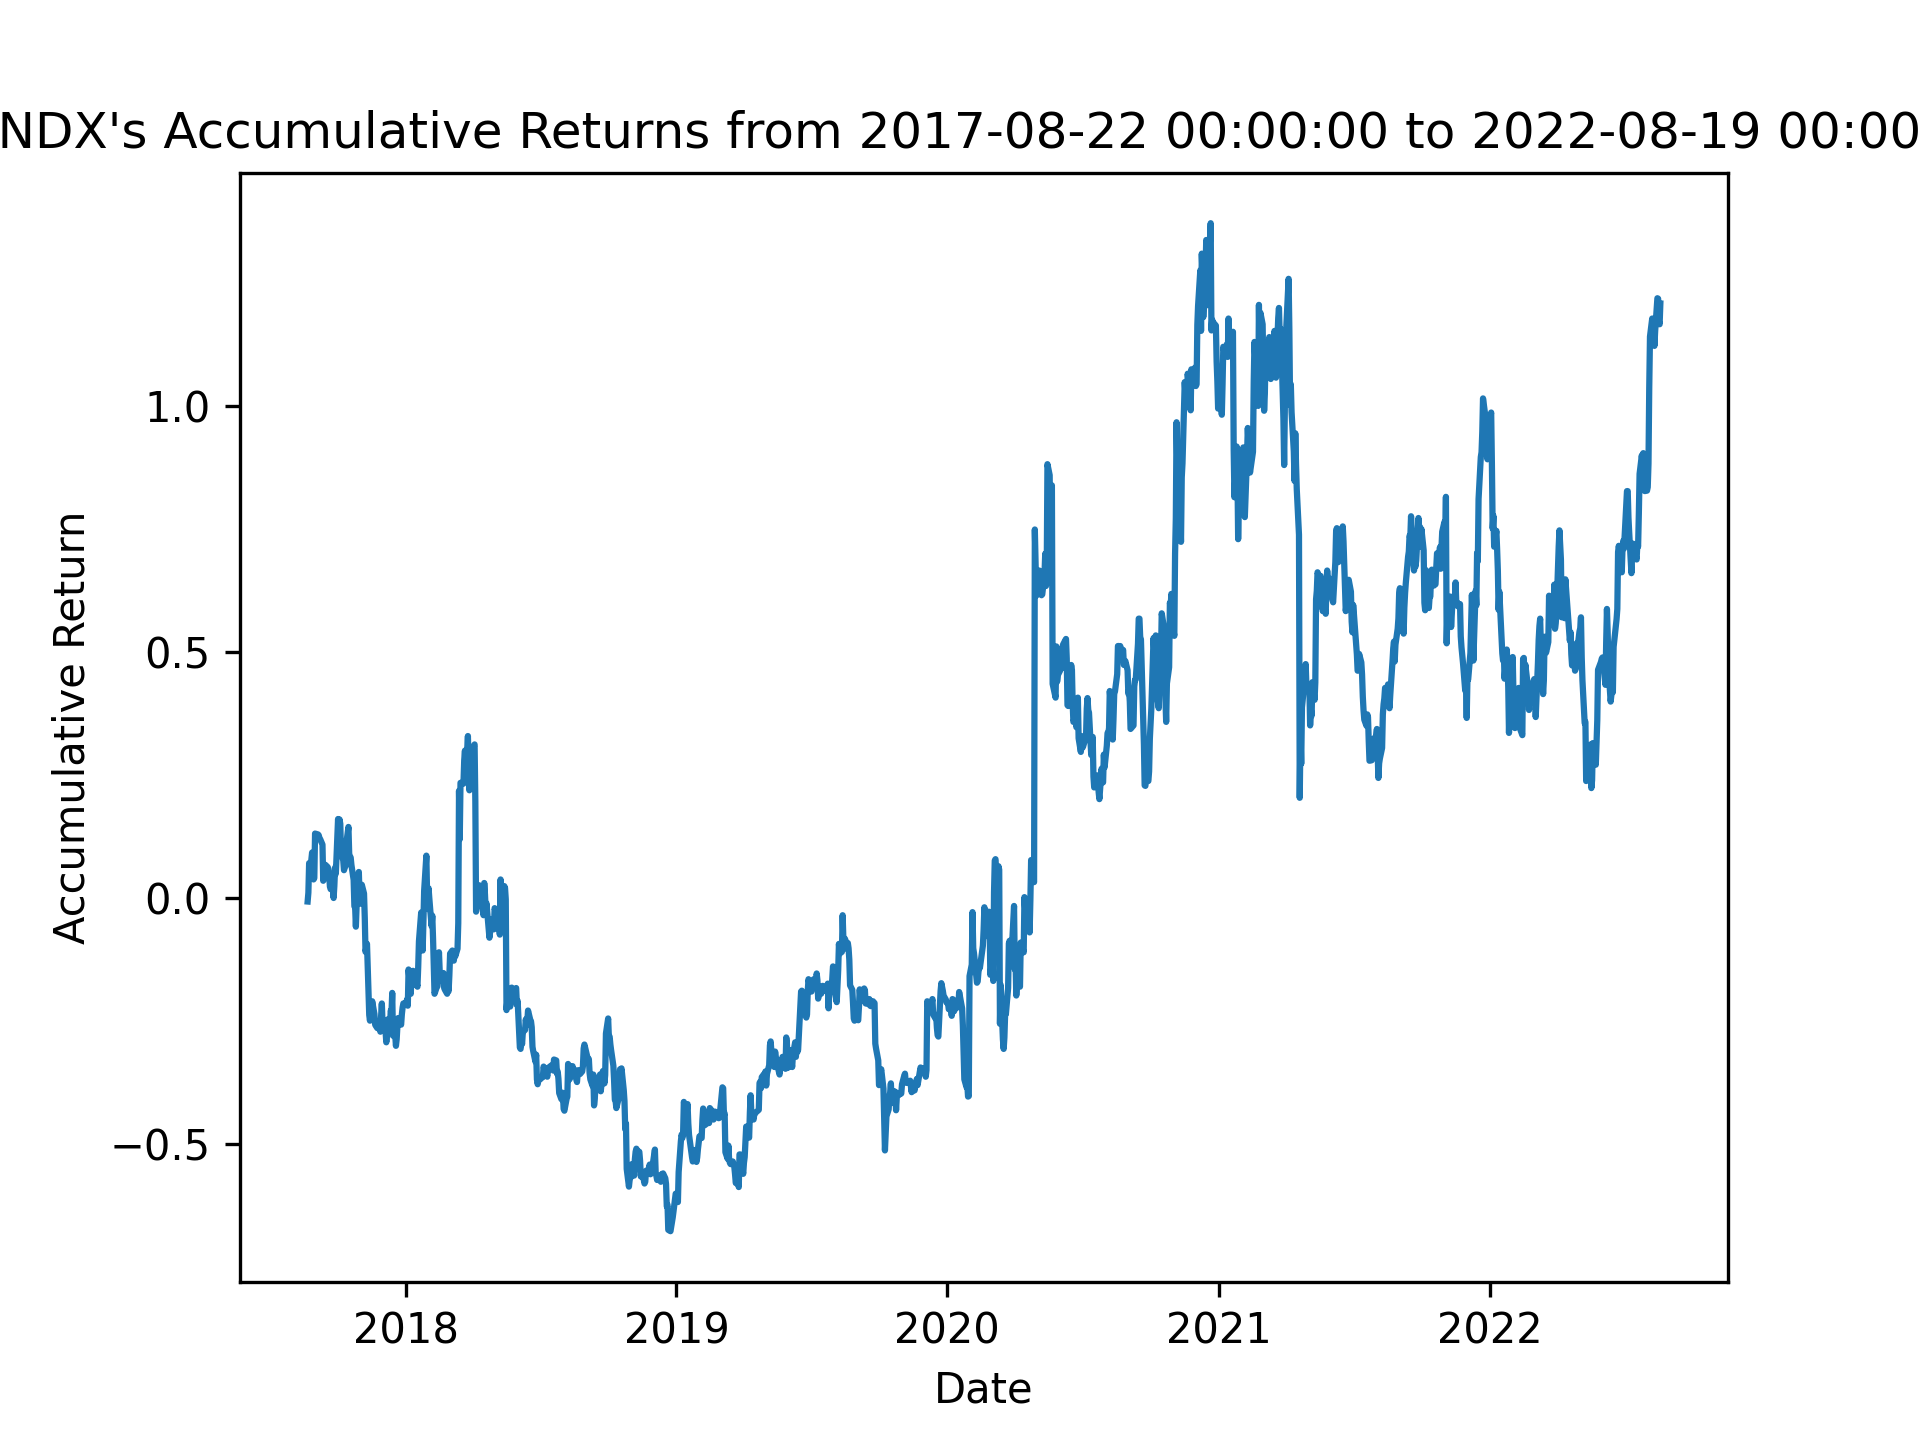 NDX's Accumulative Returns from 2017-08-22 00:00:00 to 2022-08-19 00:00
Accumulative Return
1.0
0.5
0.0
−0.5
2018 2019 2020 2021 2022
Date